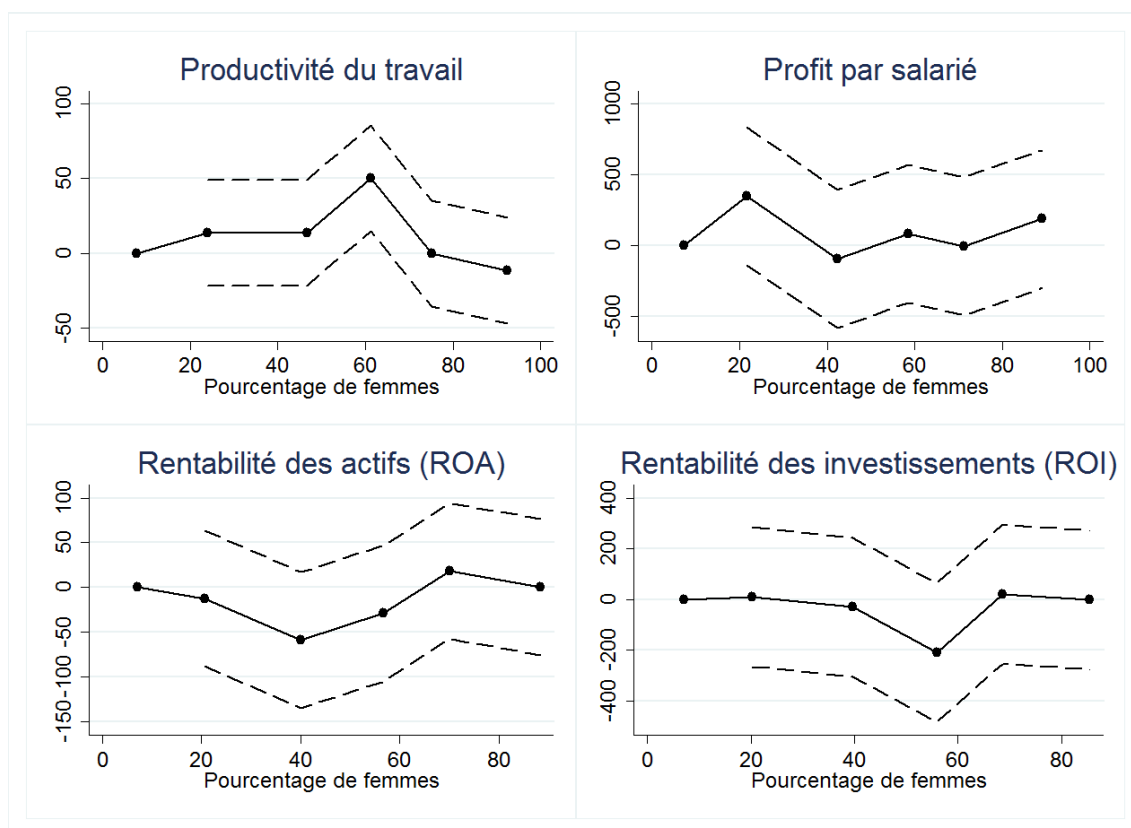 Productivité du travail
100
50
0
-50
0 20 40 60 80 100
Pourcentage de femmes
Profit par salarié
1000
500
0
-500
0 20 40 60 80 100
Pourcentage de femmes
Rentabilité des actifs (ROA)
100
50
0
-50
-100
-150
0 20 40 60 80
Pourcentage de femmes
Rentabilité des investissements (ROI)
400
200
0
-200
-400
0 20 40 60 80
Pourcentage de femmes